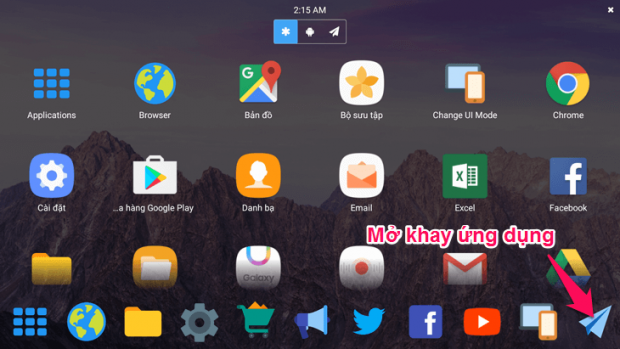 2:15 AM
Applications
Browser
Bản đồ
Bộ sưu tập
Change UI Mode
Chrome
Cài đặt
...a hàng Google Play
Danh bạ
Email
Excel
Facebook
Mở khay ứng dụng
Galaxy